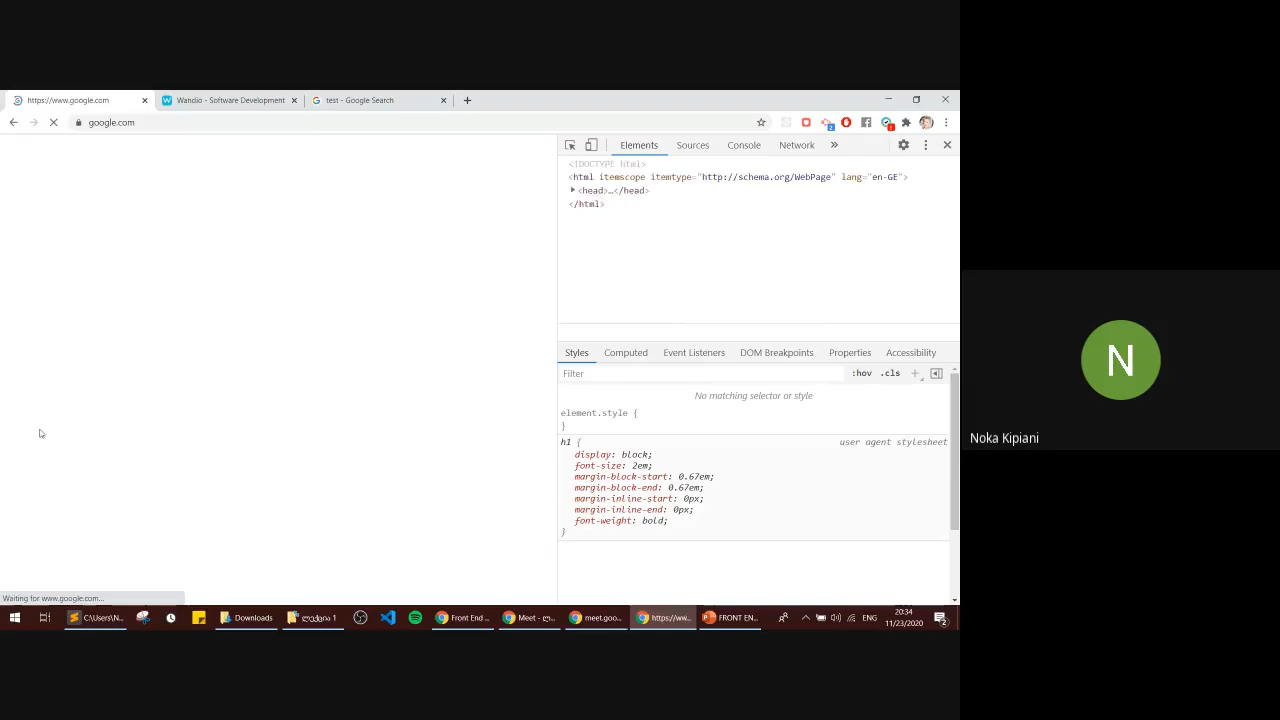 https://www.google.com
Wandio - Software Development
test - Google Search
google.com
Elements
Sources
Console
Network
<!DOCTYPE html>
<html itemscope itemtype="http://schema.org/WebPage" lang="en-GE">
<head>…</head>
</html>
Styles
Computed
Event Listeners
DOM Breakpoints
Properties
Accessibility
Filter
:hov .cls
No matching selector or style
element.style {
}
h1 {
user agent stylesheet
display: block;
font-size: 2em;
margin-block-start: 0.67em;
margin-block-end: 0.67em;
margin-inline-start: 0px;
margin-inline-end: 0px;
font-weight: bold;
}
Waiting for www.google.com...
C:\Users\N...
Downloads
ლექცია 1
Front End ...
Meet - ლ...
meet.goo...
https://ww...
FRONT EN...
ENG
20:34
11/23/2020
2
N
Noka Kipiani